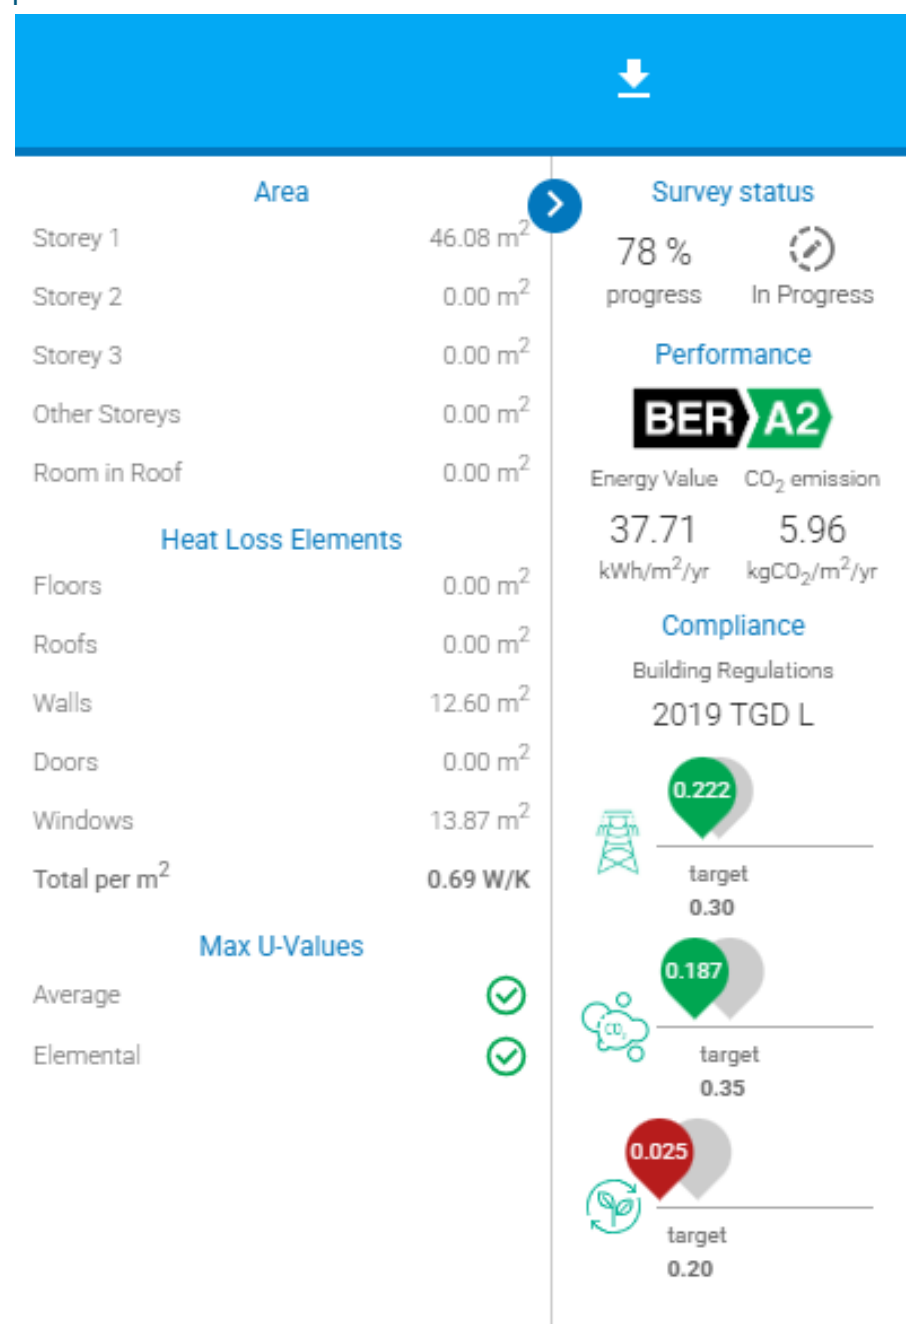 Area
Storey 1 46.08 m²
Storey 2 0.00 m²
Storey 3 0.00 m²
Other Storeys 0.00 m²
Room in Roof 0.00 m²
Heat Loss Elements
Floors 0.00 m²
Roofs 0.00 m²
Walls 12.60 m²
Doors 0.00 m²
Windows 13.87 m²
Total per m² 0.69 W/K
Max U-Values
Average
Elemental
Survey status
78 %
progress In Progress
Performance
BER A2
Energy Value CO₂ emission
37.71 5.96
kWh/m²/yr kgCO₂/m²/yr
Compliance
Building Regulations
2019 TGD L
0.222
target
0.30
0.187
CO₂
target
0.35
0.025
target
0.20